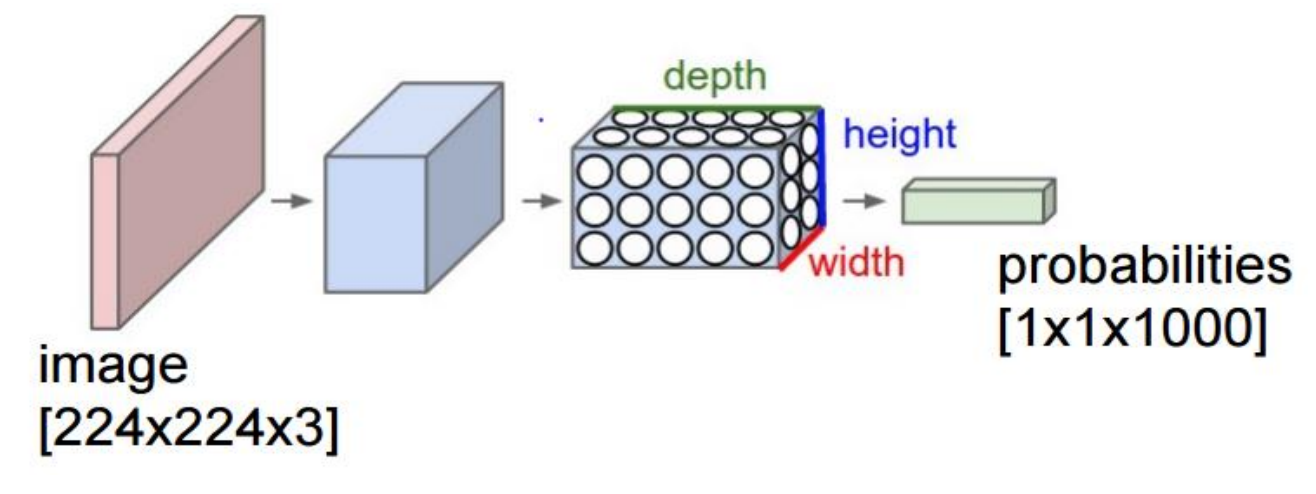 depth
height
width
image
[224x224x3]
probabilities
[1x1x1000]